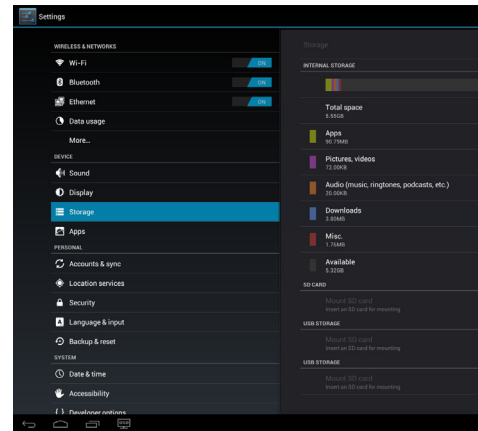 Settings
WIRELESS & NETWORKS
Wi-Fi
ON
Bluetooth
ON
Ethernet
ON
Data usage
More...
DEVICE
Sound
Display
Storage
Apps
PERSONAL
Accounts & sync
Location services
Security
Language & input
Backup & reset
SYSTEM
Date & time
Accessibility
{ } Developer options
Storage
INTERNAL STORAGE
Total space
5.55GB
Apps
90.79MB
Pictures, videos
72.00KB
Audio (music, ringtones, podcasts, etc.)
20.00KB
Downloads
3.80MB
Misc.
1.76MB
Available
5.32GB
SD CARD
Mount SD card
Insert an SD card for mounting
USB STORAGE
Mount SD card
Insert an SD card for mounting
USB STORAGE
Mount SD card
Insert an SD card for mounting